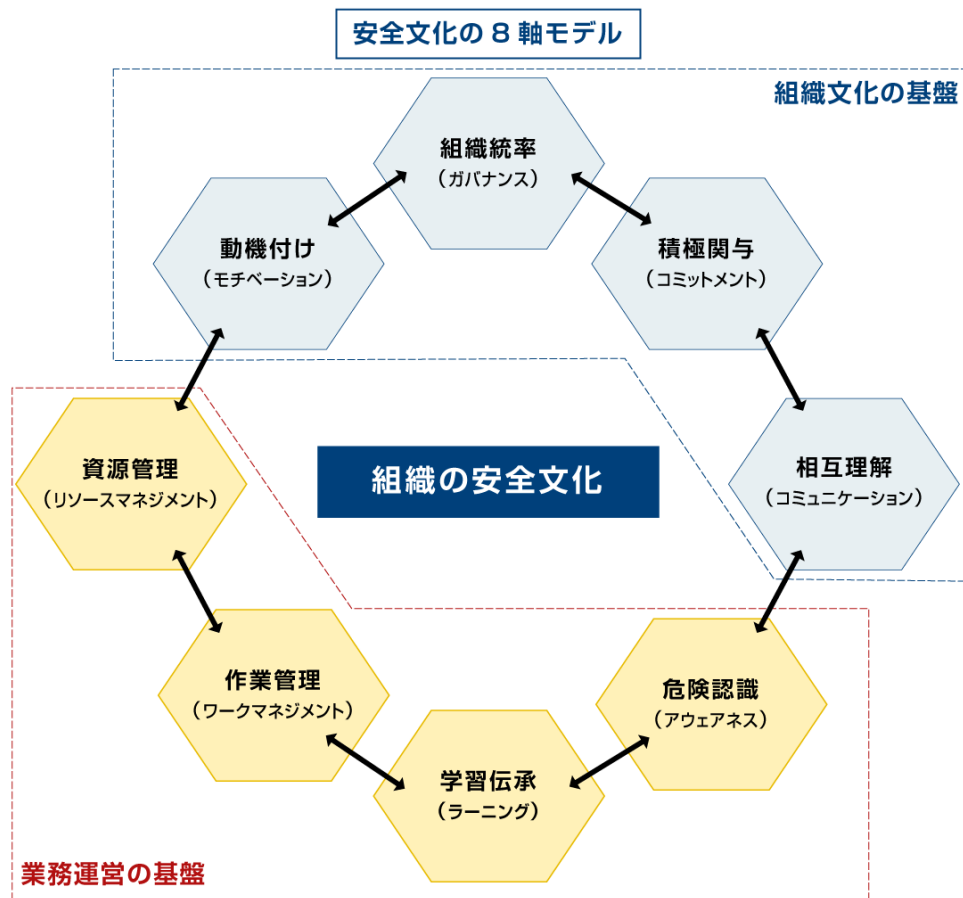 安全文化の8軸モデル
組織文化の基盤
組織統率
(ガバナンス)
動機付け
(モチベーション)
積極関与
(コミットメント)
資源管理
(リソースマネジメント)
組織の安全文化
相互理解
(コミュニケーション)
作業管理
(ワークマネジメント)
危険認識
(アウェアネス)
学習伝承
(ラーニング)
業務運営の基盤